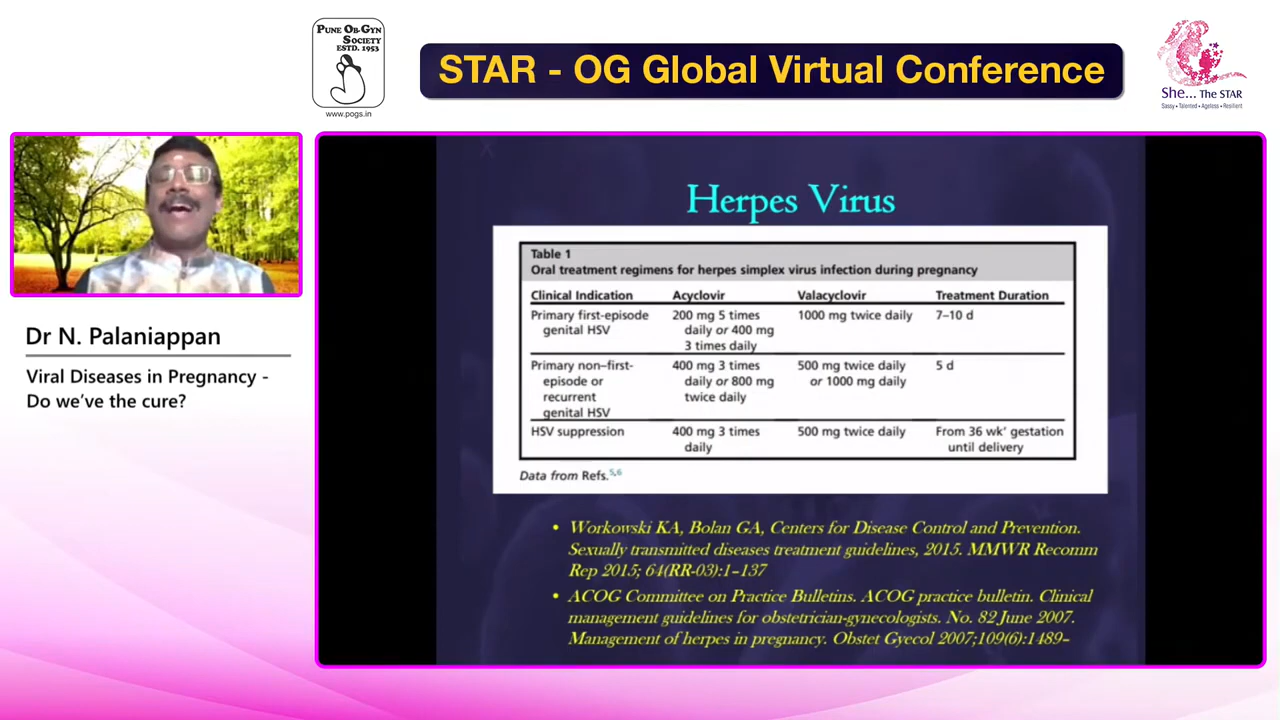 PUNE OB-GYN
SOCIETY
ESTD. 1953
www.pogs.in
STAR - OG Global Virtual Conference
She... The STAR
Sassy • Talented • Ageless • Resilient
Dr N. Palaniappan
Viral Diseases in Pregnancy -
Do we've the cure?
Herpes Virus
Table 1
Oral treatment regimens for herpes simplex virus infection during pregnancy
Clinical Indication Acyclovir Valacyclovir Treatment Duration
Primary first-episode 200 mg 5 times 1000 mg twice daily 7–10 d
genital HSV daily or 400 mg
3 times daily
Primary non–first- 400 mg 3 times 500 mg twice daily 5 d
episode or daily or 800 mg or 1000 mg daily
recurrent twice daily
genital HSV
HSV suppression 400 mg 3 times 500 mg twice daily From 36 wk' gestation
daily until delivery
Data from Refs.5,6
• Workowski KA, Bolan GA, Centers for Disease Control and Prevention.
Sexually transmitted diseases treatment guidelines, 2015. MMWR Recomm
Rep 2015; 64(RR-03):1–137
• ACOG Committee on Practice Bulletins. ACOG practice bulletin. Clinical
management guidelines for obstetrician-gynecologists. No. 82 June 2007.
Management of herpes in pregnancy. Obstet Gyecol 2007;109(6):1489–